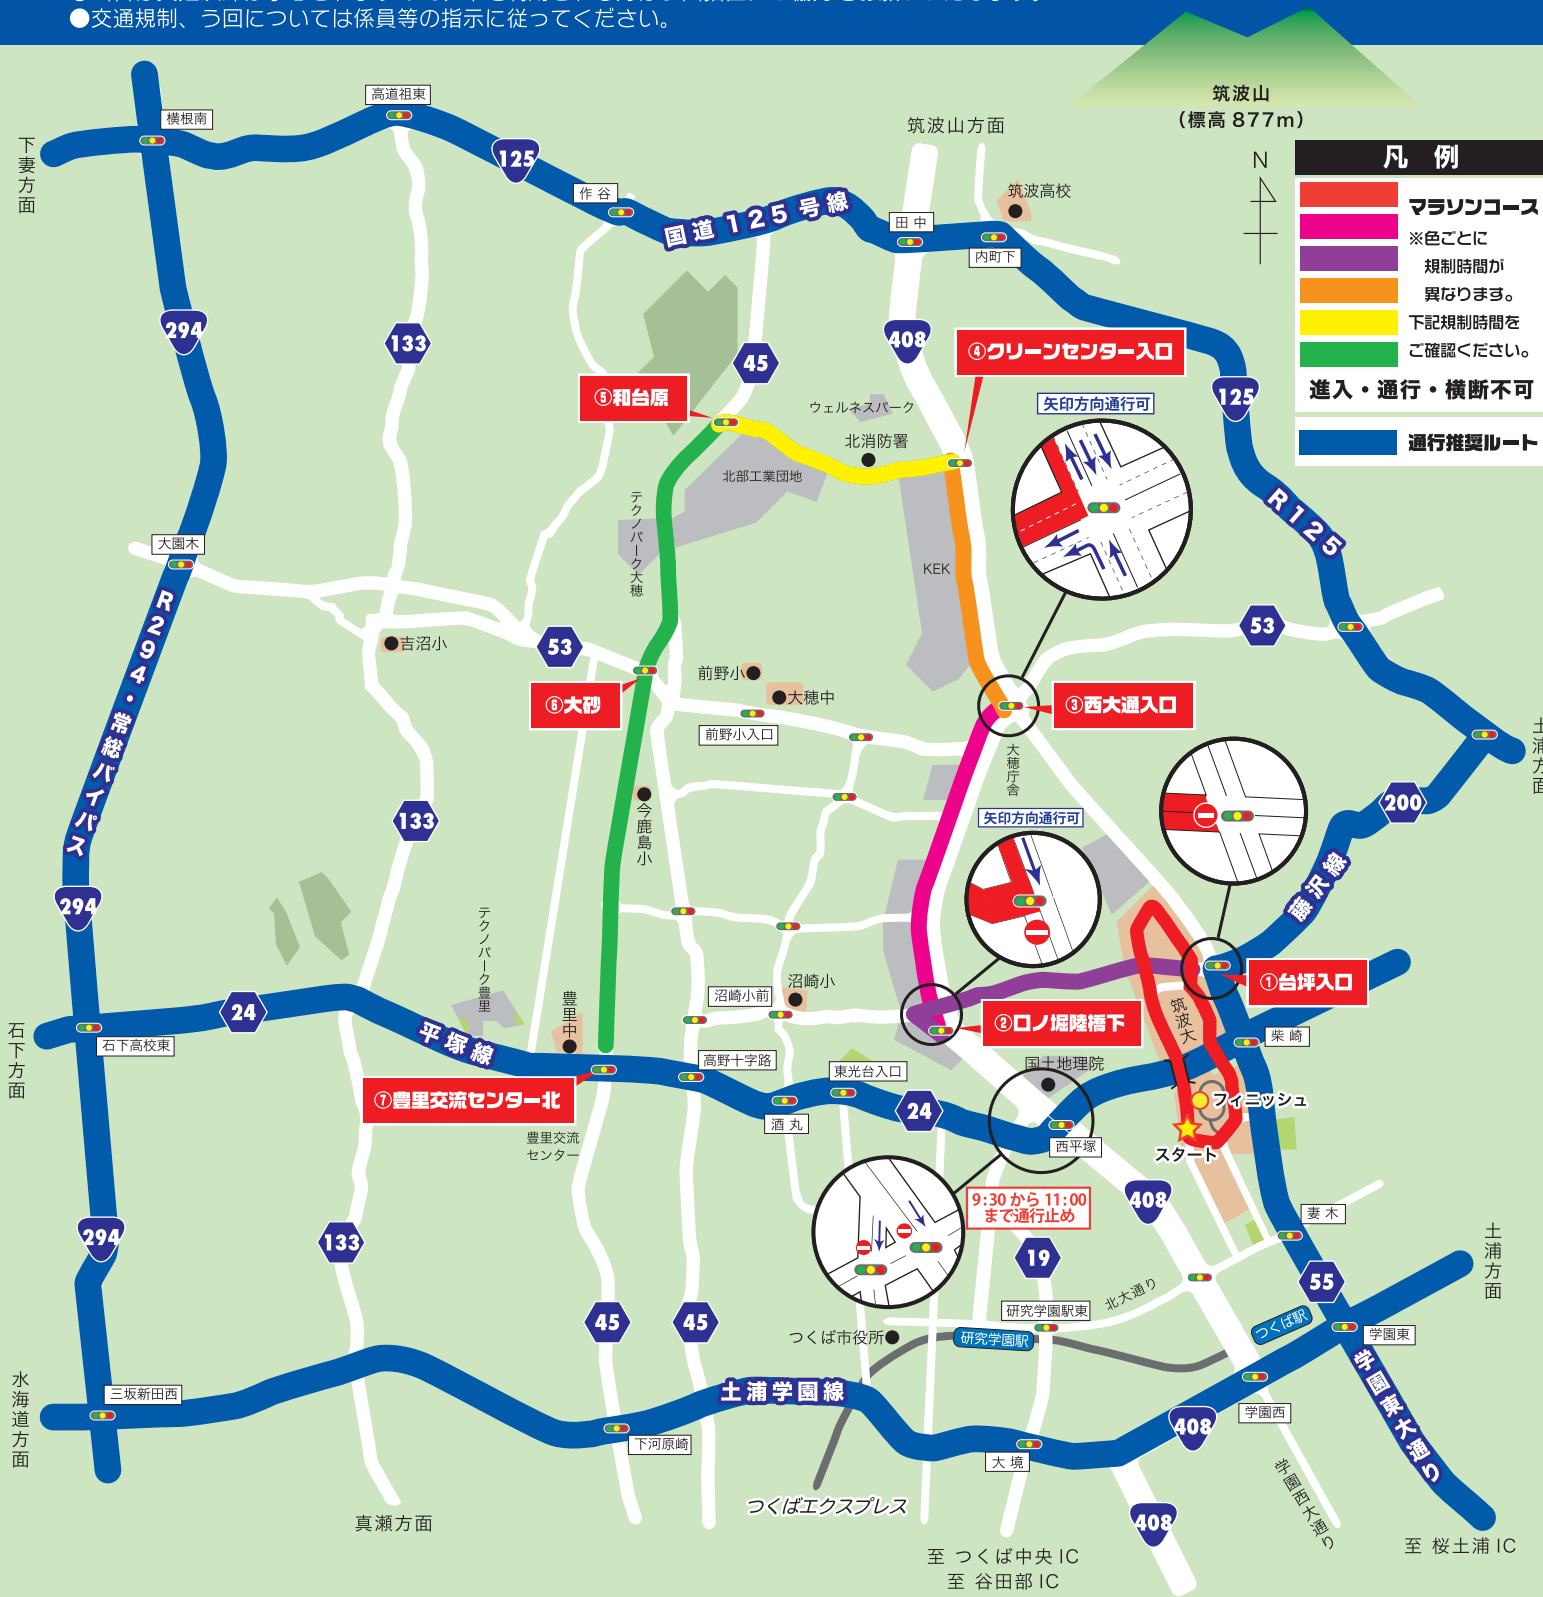 ●交通規制、う回については係員等の指示に従ってください。
筑波山
(標高 877m)
N
凡 例
マラソンコース
※色ごとに
規制時間が
異なります。
下記規制時間を
ご確認ください。
進入・通行・横断不可
通行推奨ルート
下妻方面
横根南
高道祖東
125
作 谷
国道125号線
筑波山方面
筑波高校
田 中
内町下
294
133
45
408
④クリーンセンター入口
125
⑤和台原
ウェルネスパーク
北消防署
矢印方向通行可
北部工業団地
テクノパーク大穂
R125
KEK
大園木
R294・常総バイパス
吉沼小
53
53
前野小
大穂中
⑥大砂
前野小入口
③西大通入口
大穂庁舎
土浦方面
今鹿島小
133
矢印方向通行可
200
藤沢線
294
テクノパーク豊里
24
豊里中
沼崎小
沼崎小前
①台坪入口
②ロノ堀陸橋下
筑波大
柴 崎
石下方面
石下高校東
平塚線
高野十字路
東光台入口
国土地理院
⑦豊里交流センター北
24
酒 丸
フィニッシュ
スタート
西平塚
豊里交流
センター
9:30 から 11:00
まで通行止め
408
294
133
19
妻 木
土浦方面
55
北大通り
45
45
研究学園駅東
つくば市役所
研究学園駅
つくば駅
学園東
水海道方面
三坂新田西
土浦学園線
学園東大通り
学園西
408
下河原崎
大 境
つくばエクスプレス
学園西大通り
真瀬方面
408
至 つくば中央 IC
至 谷田部 IC
至 桜土浦 IC